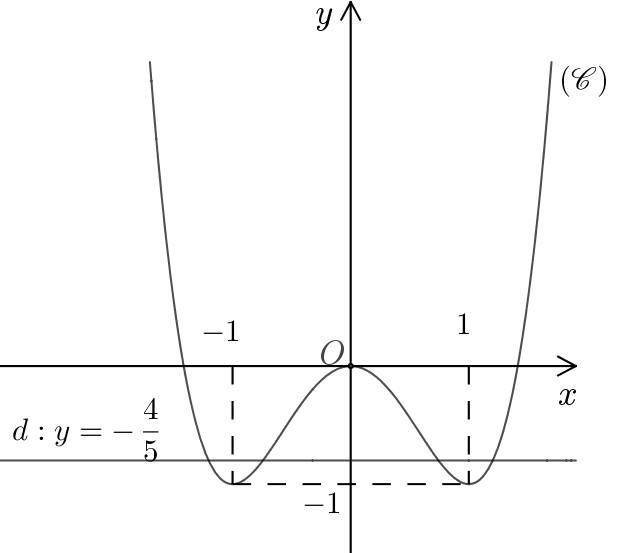 y
(𝒞)
−1
1
O
x
d : y = −4/5
−1